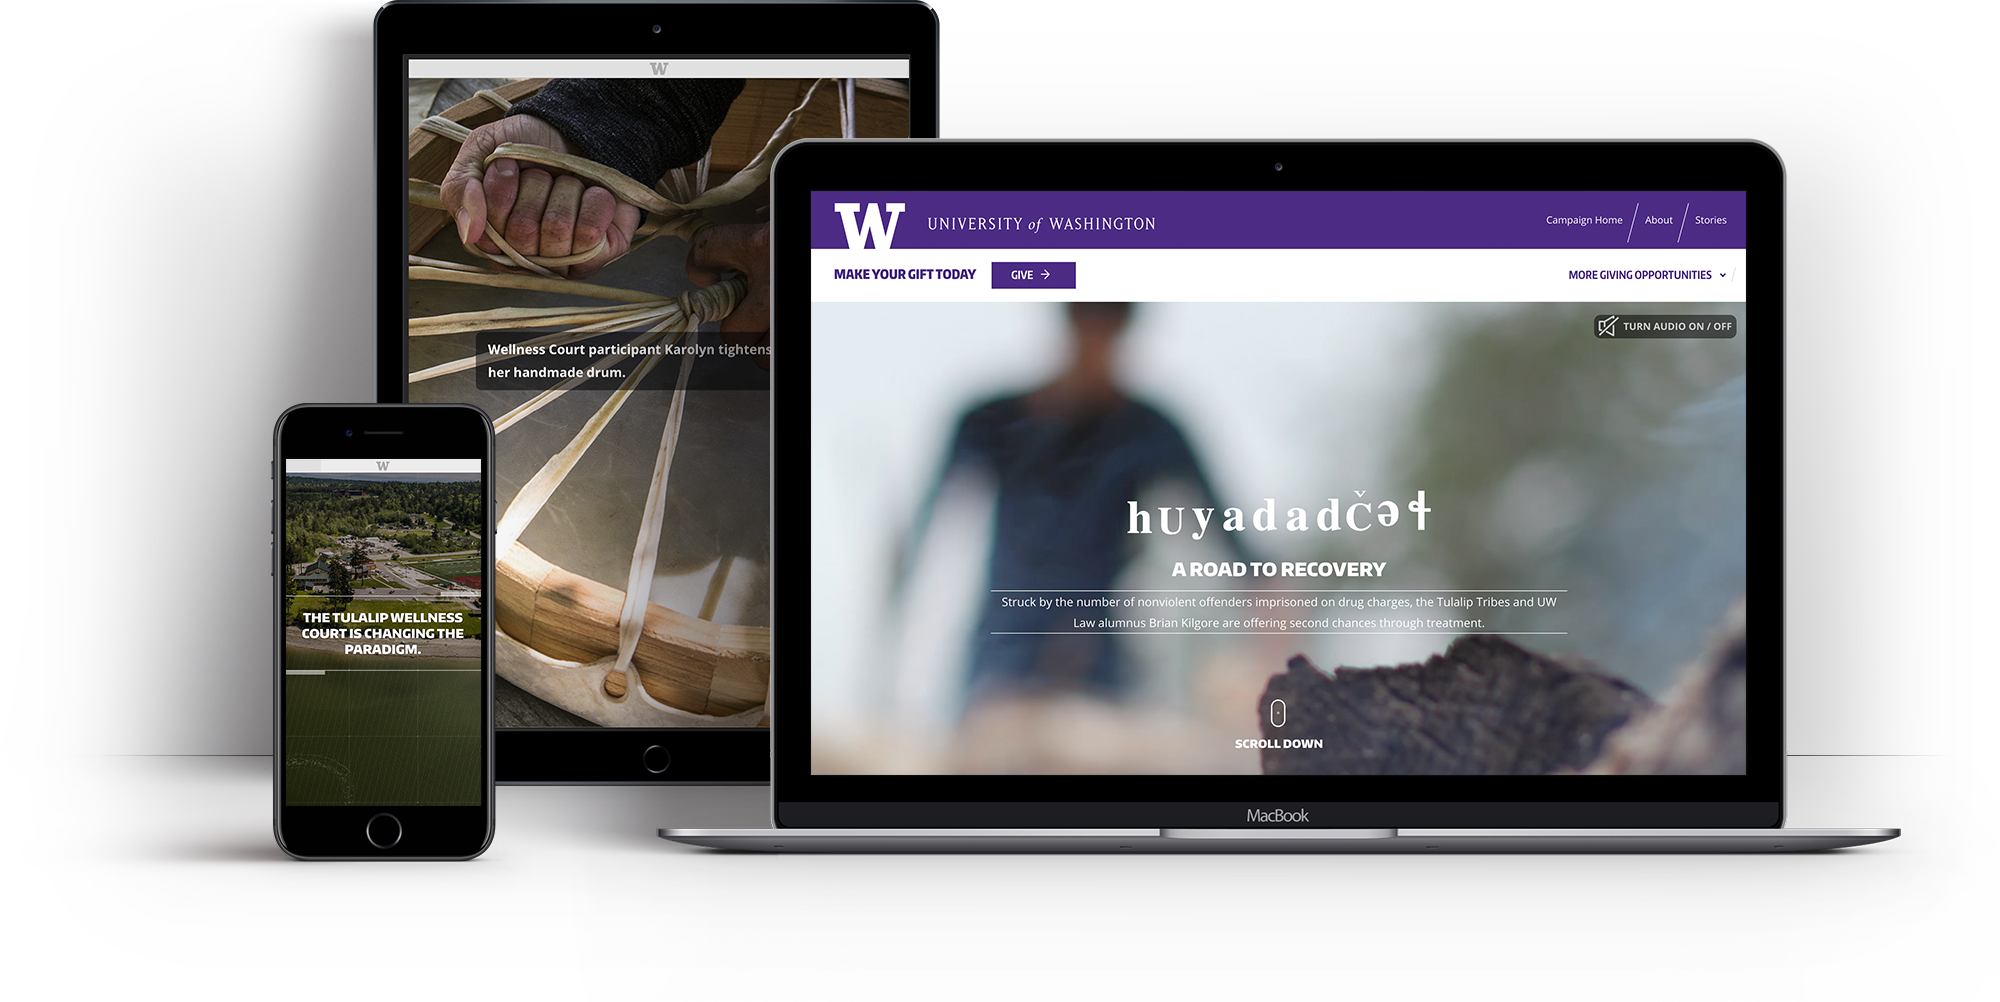 W
Wellness Court participant Karolyn tightens
her handmade drum.
W
THE TULALIP WELLNESS
COURT IS CHANGING THE
PARADIGM.
W UNIVERSITY of WASHINGTON
Campaign Home
About
Stories
MAKE YOUR GIFT TODAY
GIVE →
MORE GIVING OPPORTUNITIES
TURN AUDIO ON / OFF
hUyadadČəɬ
A ROAD TO RECOVERY
Struck by the number of nonviolent offenders imprisoned on drug charges, the Tulalip Tribes and UW
Law alumnus Brian Kilgore are offering second chances through treatment.
SCROLL DOWN
MacBook